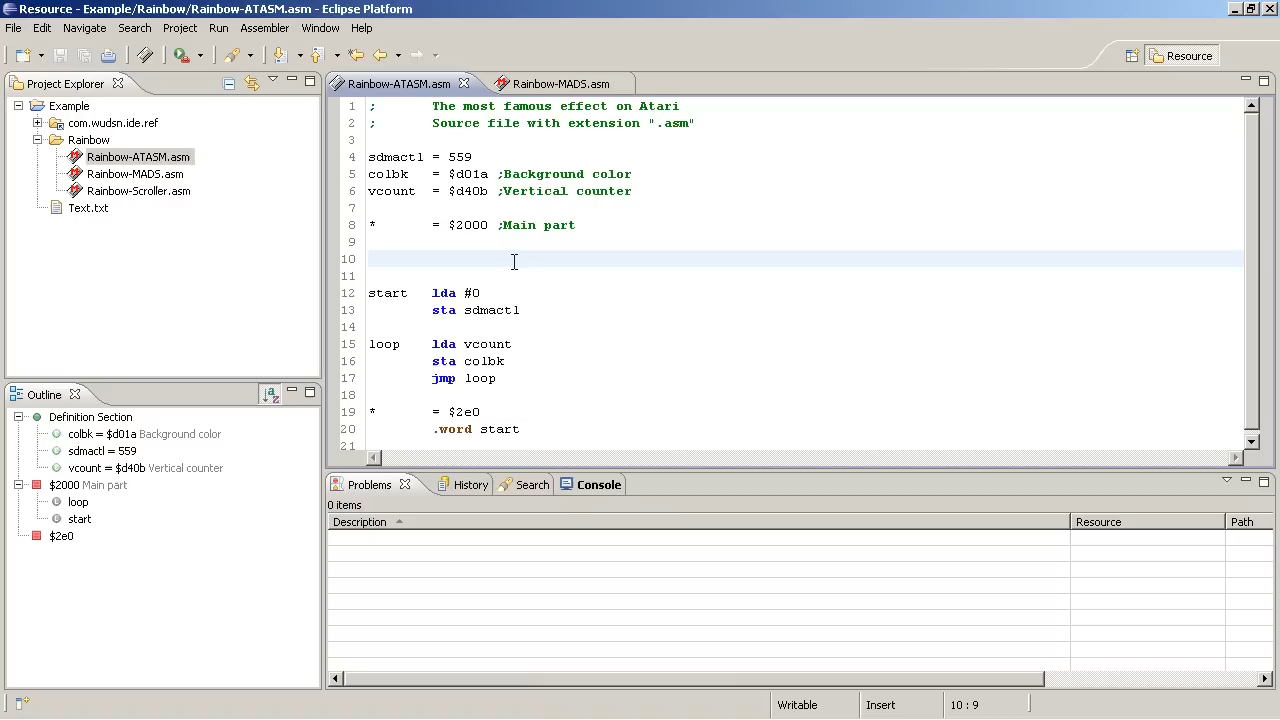 Resource - Example/Rainbow/Rainbow-ATASM.asm - Eclipse Platform
File Edit Navigate Search Project Run Assembler Window Help
Resource
Project Explorer
Example
com.wudsn.ide.ref
Rainbow
Rainbow-ATASM.asm
Rainbow-MADS.asm
Rainbow-Scroller.asm
Text.txt
Outline
Definition Section
colbk = $d01a Background color
sdmactl = 559
vcount = $d40b Vertical counter
$2000 Main part
loop
start
$2e0
Rainbow-ATASM.asm Rainbow-MADS.asm
1 ; The most famous effect on Atari
2 ; Source file with extension ".asm"
3
4 sdmactl = 559
5 colbk = $d01a ;Background color
6 vcount = $d40b ;Vertical counter
7
8 * = $2000 ;Main part
9
10
11
12 start lda #0
13 sta sdmactl
14
15 loop lda vcount
16 sta colbk
17 jmp loop
18
19 * = $2e0
20 .word start
21
Problems History Search Console
0 items
Description Resource Path
Writable Insert 10 : 9